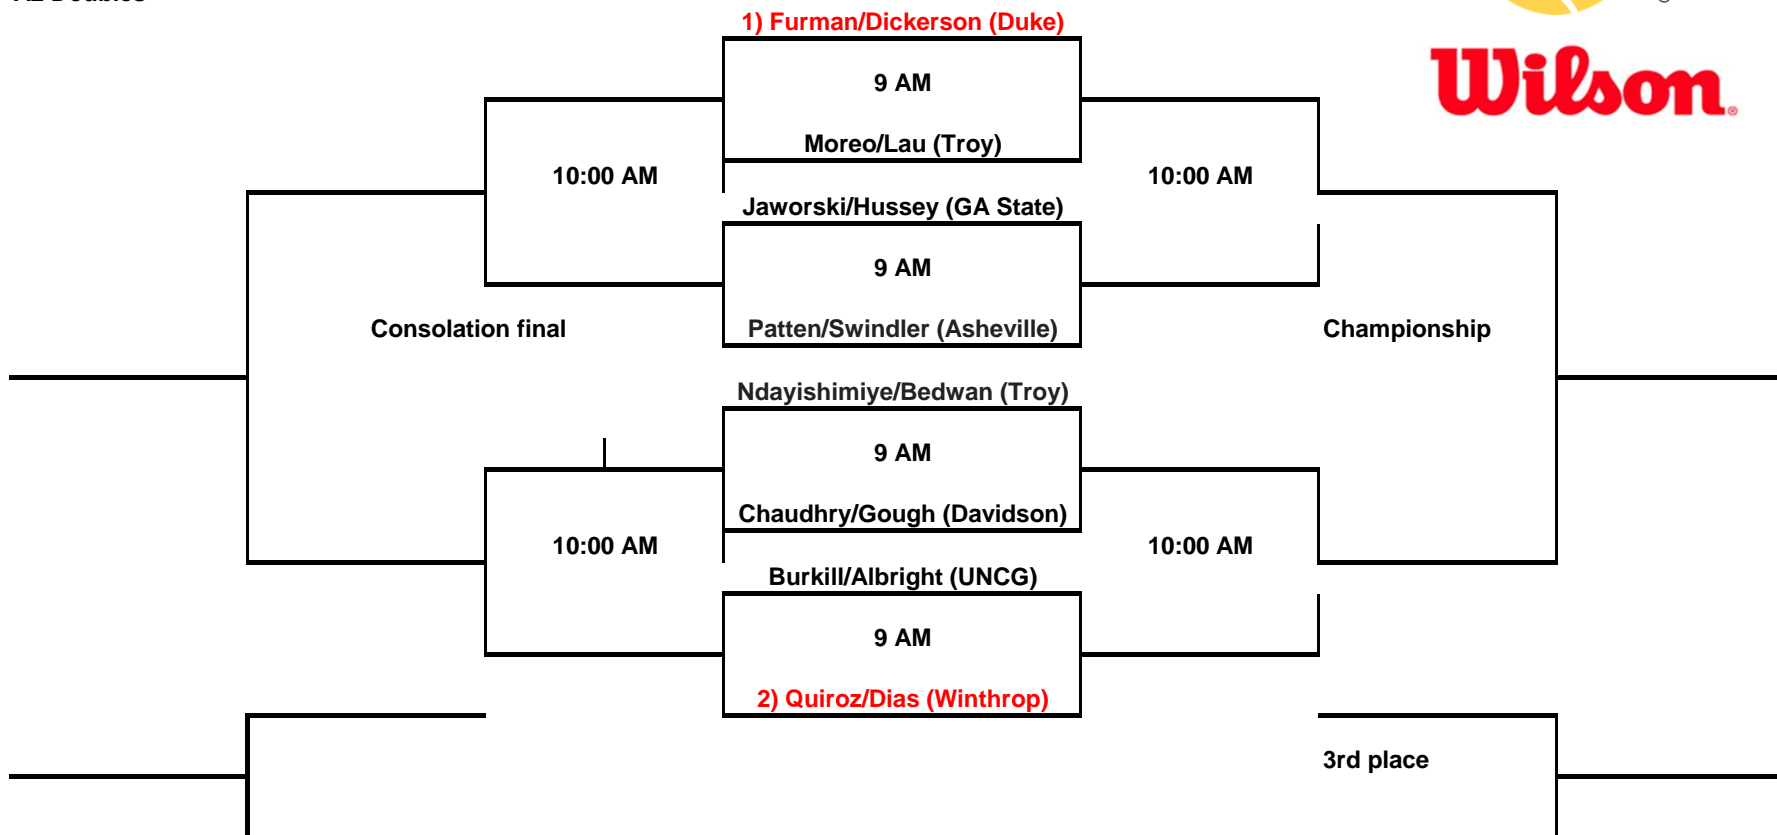 1) Furman/Dickerson (Duke)
9 AM
Wilson
Moreo/Lau (Troy)
10:00 AM
10:00 AM
Jaworski/Hussey (GA State)
9 AM
Consolation final
Patten/Swindler (Asheville)
Championship
Ndayishimiye/Bedwan (Troy)
9 AM
Chaudhry/Gough (Davidson)
10:00 AM
10:00 AM
Burkill/Albright (UNCG)
9 AM
2) Quiroz/Dias (Winthrop)
3rd place